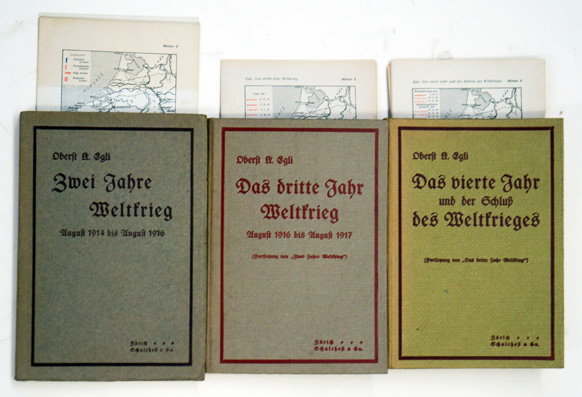 Oberst K. Egli
Zwei Jahre
Weltkrieg
August 1914 bis August 1916
Zürich
Schultheß & Co.
Oberst K. Egli
Das dritte Jahr
Weltkrieg
August 1916 bis August 1917
(Fortsetzung von „Zwei Jahre Weltkrieg")
Zürich
Schultheß & Co.
Oberst K. Egli
Das vierte Jahr
und der Schluß
des Weltkrieges
(Fortsetzung von „Das dritte Jahr Weltkrieg")
Zürich
Schultheß & Co.